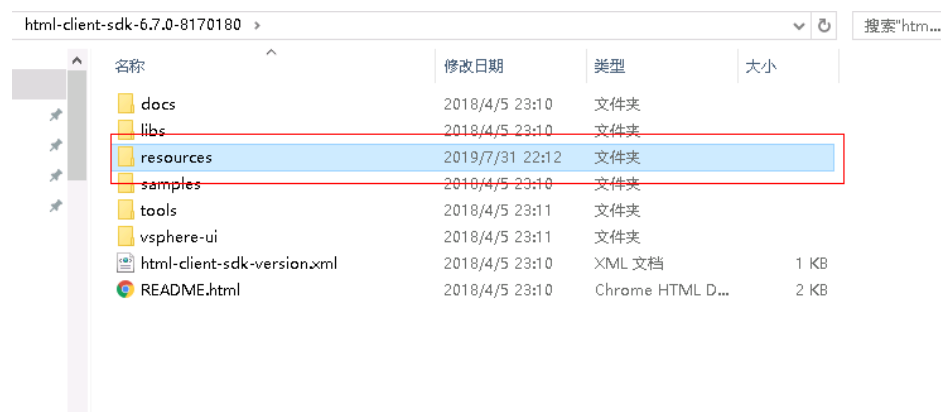 html-client-sdk-6.7.0-8170180 搜索"htm...
名称 修改日期 类型 大小
docs 2018/4/5 23:10 文件夹
libs 2018/4/5 23:10 文件夹
resources 2019/7/31 22:12 文件夹
samples 2018/4/5 23:10 文件夹
tools 2018/4/5 23:11 文件夹
vsphere-ui 2018/4/5 23:11 文件夹
html-client-sdk-version.xml 2018/4/5 23:10 XML 文档 1 KB
README.html 2018/4/5 23:10 Chrome HTML D... 2 KB